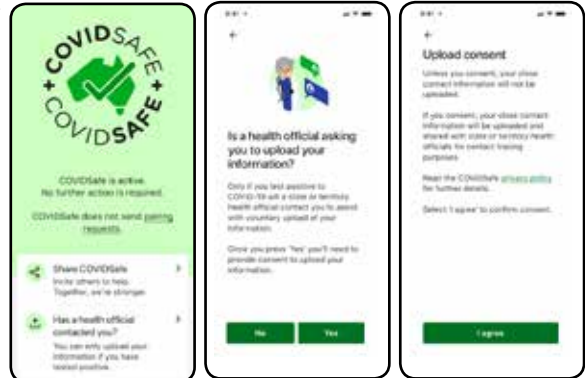 COVIDSAFE
COVIDSAFE
COVIDSafe is active.
No further action is required.
COVIDSafe does not send pairing
requests.
Share COVIDSafe
Invite others to help.
Together, we're stronger.
Has a health official
contacted you?
You can only upload your
information if you have
tested positive.
Is a health official asking
you to upload your
information?
Only if you test positive to
COVID-19 will a state or territory
health official contact you to assist
with voluntary upload of your
information.
Once you press 'Yes' you'll need to
provide consent to upload your
information.
No
Yes
Upload consent
Unless you consent, your close
contact information will not be
uploaded.
If you consent, your close contact
information will be uploaded and
shared with state or territory health
officials for contact tracing
purposes.
Read the COVIDSafe privacy policy
for further details.
Select 'I agree' to confirm consent.
I agree